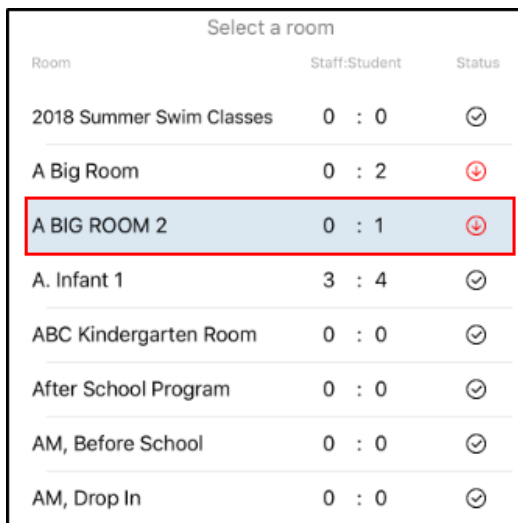 Select a room
Room Staff:Student Status
2018 Summer Swim Classes 0 : 0
A Big Room 0 : 2
A BIG ROOM 2 0 : 1
A. Infant 1 3 : 4
ABC Kindergarten Room 0 : 0
After School Program 0 : 0
AM, Before School 0 : 0
AM, Drop In 0 : 0